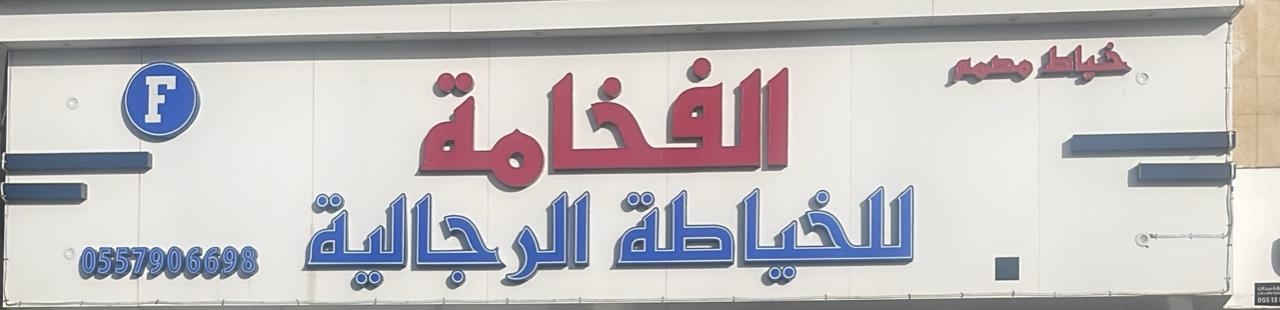 خياط مصمم
F
الفخامة
للخياطة الرجالية
0557906698